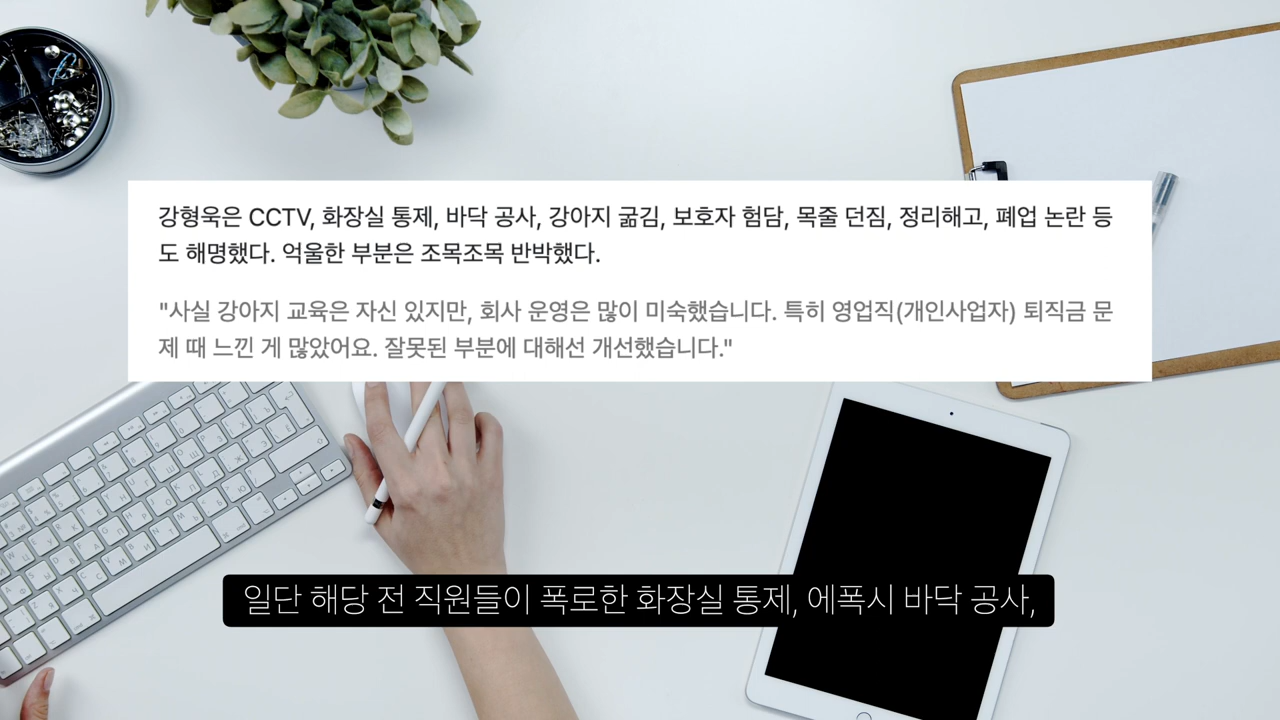 강형욱은 CCTV, 화장실 통제, 바닥 공사, 강아지 굶김, 보호자 험담, 목줄 던짐, 정리해고, 폐업 논란 등
도 해명했다. 억울한 부분은 조목조목 반박했다.
"사실 강아지 교육은 자신 있지만, 회사 운영은 많이 미숙했습니다. 특히 영업직(개인사업자) 퇴직금 문
제 때 느낀 게 많았어요. 잘못된 부분에 대해선 개선했습니다."
일단 해당 전 직원들이 폭로한 화장실 통제, 에폭시 바닥 공사,